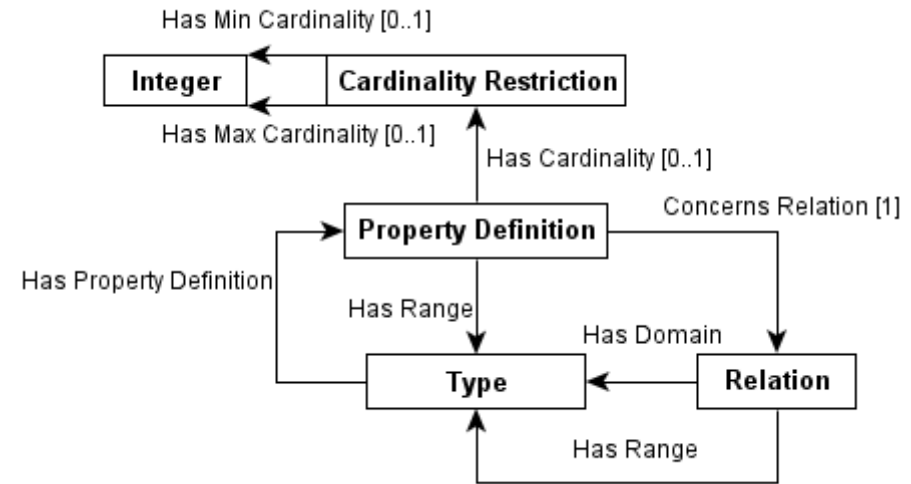 Has Min Cardinality [0..1]
Integer
Cardinality Restriction
Has Max Cardinality [0..1]
Has Cardinality [0..1]
Concerns Relation [1]
Property Definition
Has Property Definition
Has Range
Has Domain
Type
Relation
Has Range